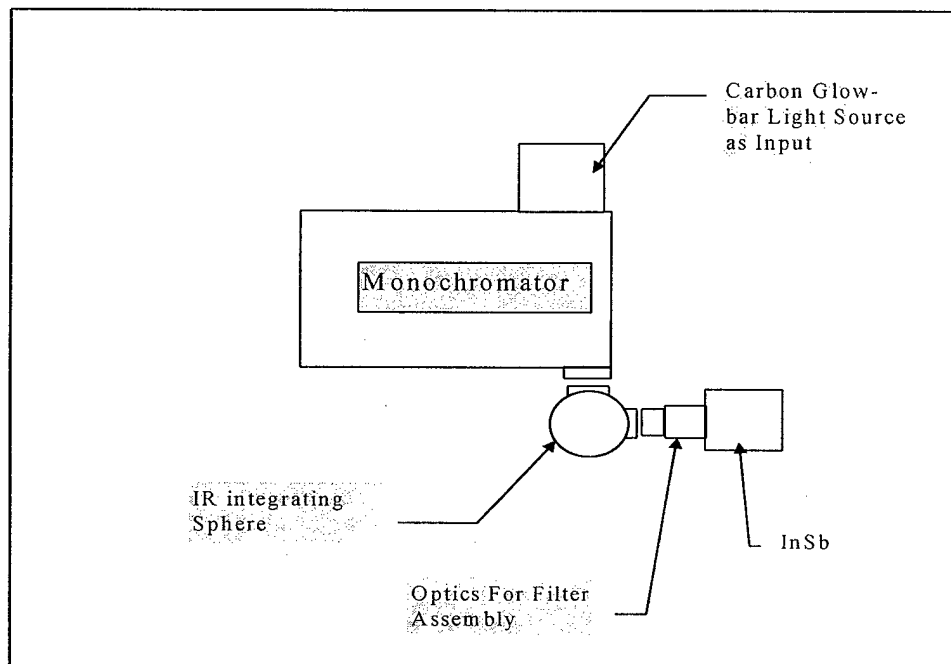 Carbon Glow-
bar Light Source
as Input
Monochromator
IR integrating
Sphere
InSb
Optics For Filter
Assembly